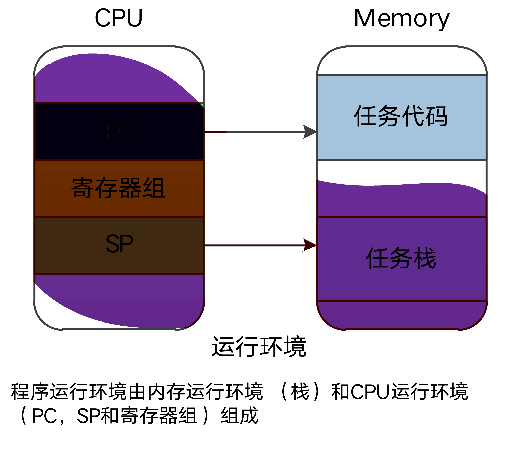 CPU
Memory
PC
任务代码
寄存器组
SP
任务栈
运行环境
程序运行环境由内存运行环境 （栈）和CPU运行环境
（PC，SP和寄存器组）组成